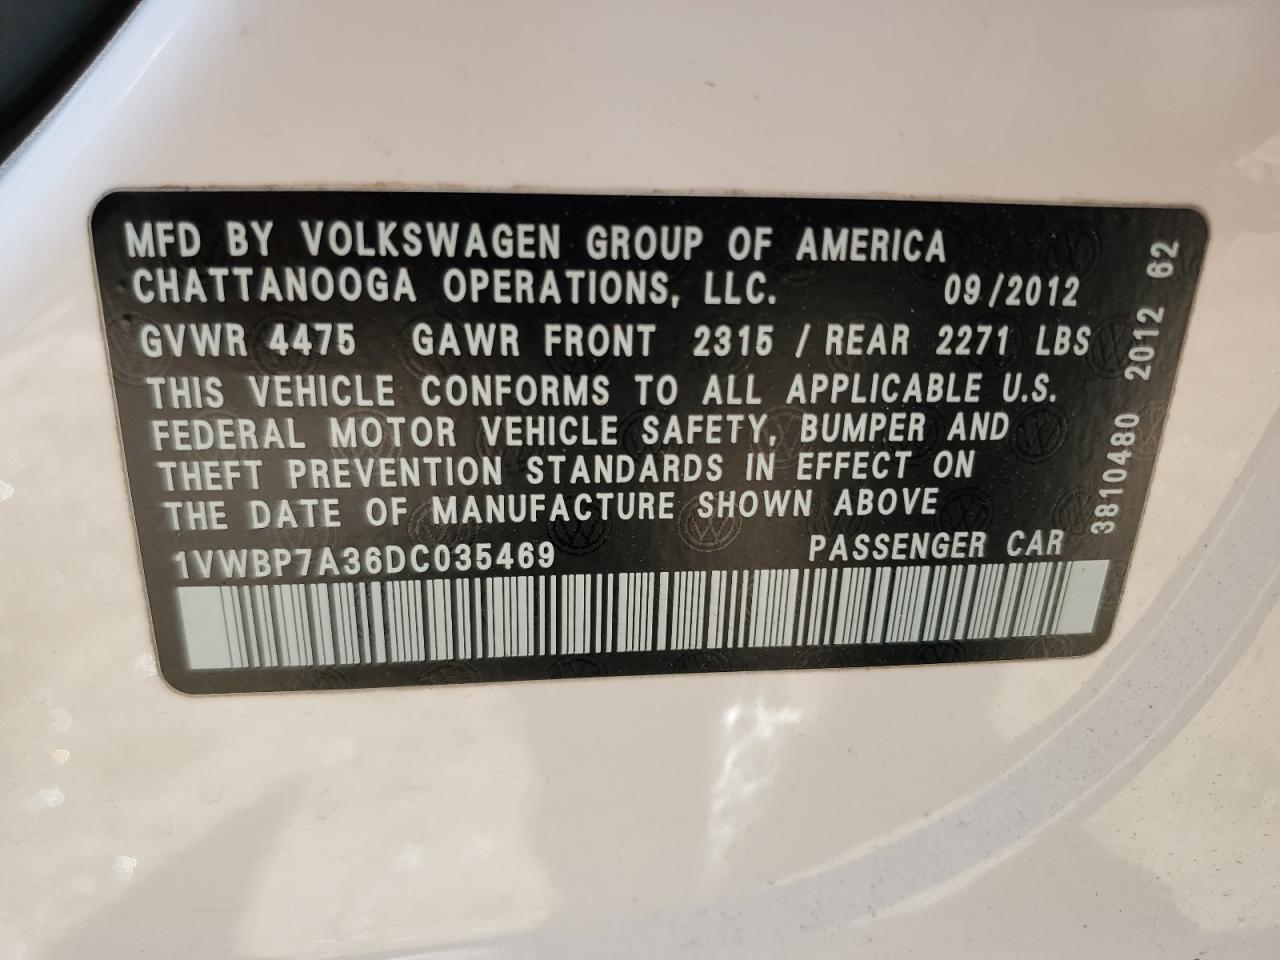 MFD BY VOLKSWAGEN GROUP OF AMERICA
CHATTANOOGA OPERATIONS, LLC. 09/2012
GVWR 4475 GAWR FRONT 2315 / REAR 2271 LBS
THIS VEHICLE CONFORMS TO ALL APPLICABLE U.S.
FEDERAL MOTOR VEHICLE SAFETY, BUMPER AND
THEFT PREVENTION STANDARDS IN EFFECT ON
THE DATE OF MANUFACTURE SHOWN ABOVE
1VWBP7A36DC035469 PASSENGER CAR
3810480 2012 62